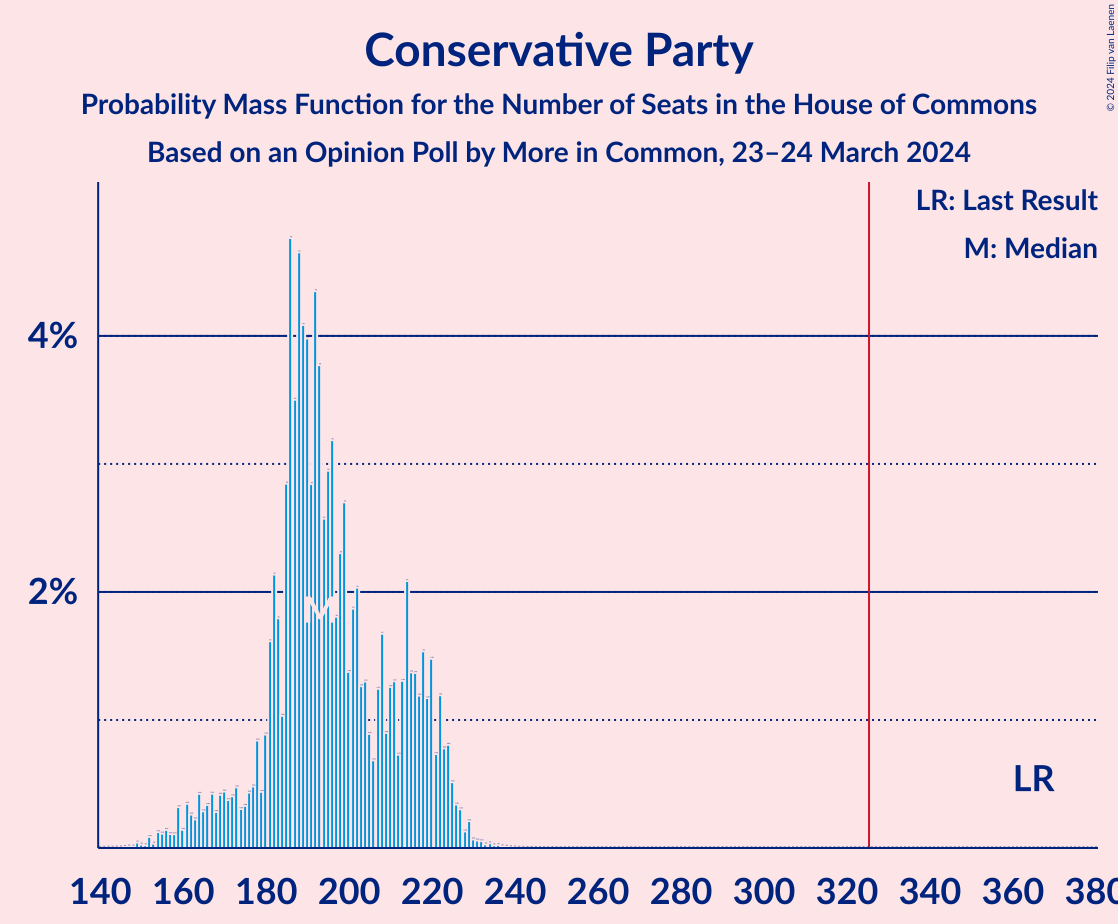 Conservative Party
Probability Mass Function for the Number of Seats in the House of Commons
Based on an Opinion Poll by More in Common, 23–24 March 2024
© 2024 Filip van Laenen
LR: Last Result
M: Median
4%
2%
M
LR
140 160 180 200 220 240 260 280 300 320 340 360 380